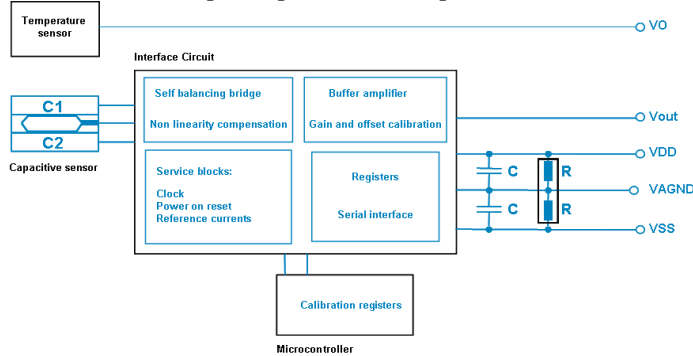 Temperature
sensor
VO
Interface Circuit
Self balancing bridge
Non linearity compensation
Buffer amplifier
Gain and offset calibration
C1
C2
Capacitive sensor
Vout
VDD
Service blocks:
Clock
Power on reset
Reference currents
Registers
Serial interface
C
R
VAGND
C
R
VSS
Calibration registers
Microcontroller